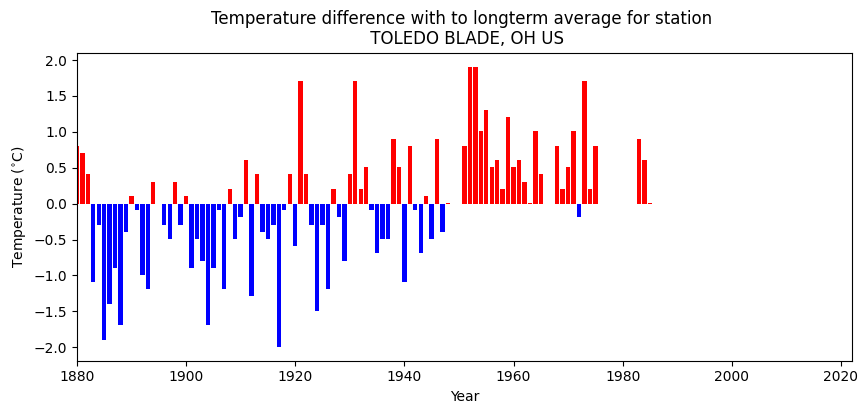 Temperature difference with to longterm average for station
TOLEDO BLADE, OH US
2.0
1.5
1.0
0.5
0.0
−0.5
−1.0
−1.5
−2.0
Temperature (°C)
1880 1900 1920 1940 1960 1980 2000 2020
Year